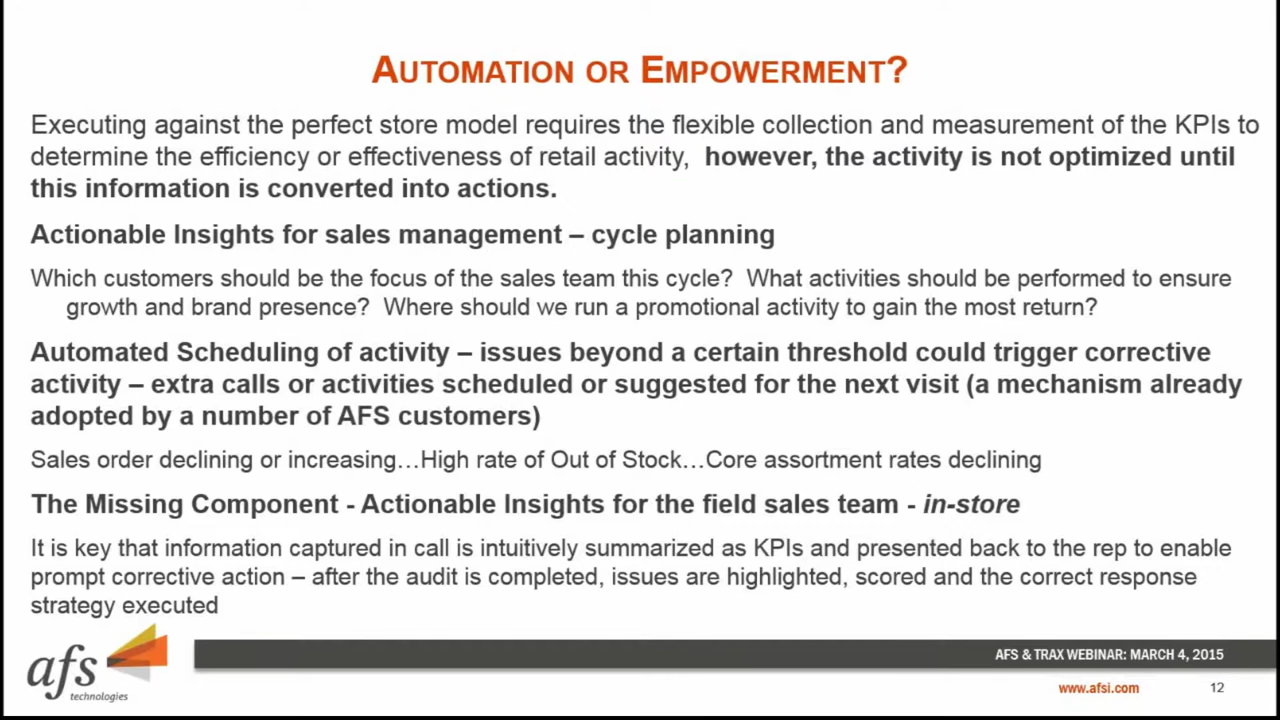 AUTOMATION OR EMPOWERMENT?
Executing against the perfect store model requires the flexible collection and measurement of the KPIs to
determine the efficiency or effectiveness of retail activity, however, the activity is not optimized until
this information is converted into actions.
Actionable Insights for sales management – cycle planning
Which customers should be the focus of the sales team this cycle? What activities should be performed to ensure
growth and brand presence? Where should we run a promotional activity to gain the most return?
Automated Scheduling of activity – issues beyond a certain threshold could trigger corrective
activity – extra calls or activities scheduled or suggested for the next visit (a mechanism already
adopted by a number of AFS customers)
Sales order declining or increasing…High rate of Out of Stock…Core assortment rates declining
The Missing Component - Actionable Insights for the field sales team - in-store
It is key that information captured in call is intuitively summarized as KPIs and presented back to the rep to enable
prompt corrective action – after the audit is completed, issues are highlighted, scored and the correct response
strategy executed
afs
technologies
AFS & TRAX WEBINAR: MARCH 4, 2015
www.afsi.com
12